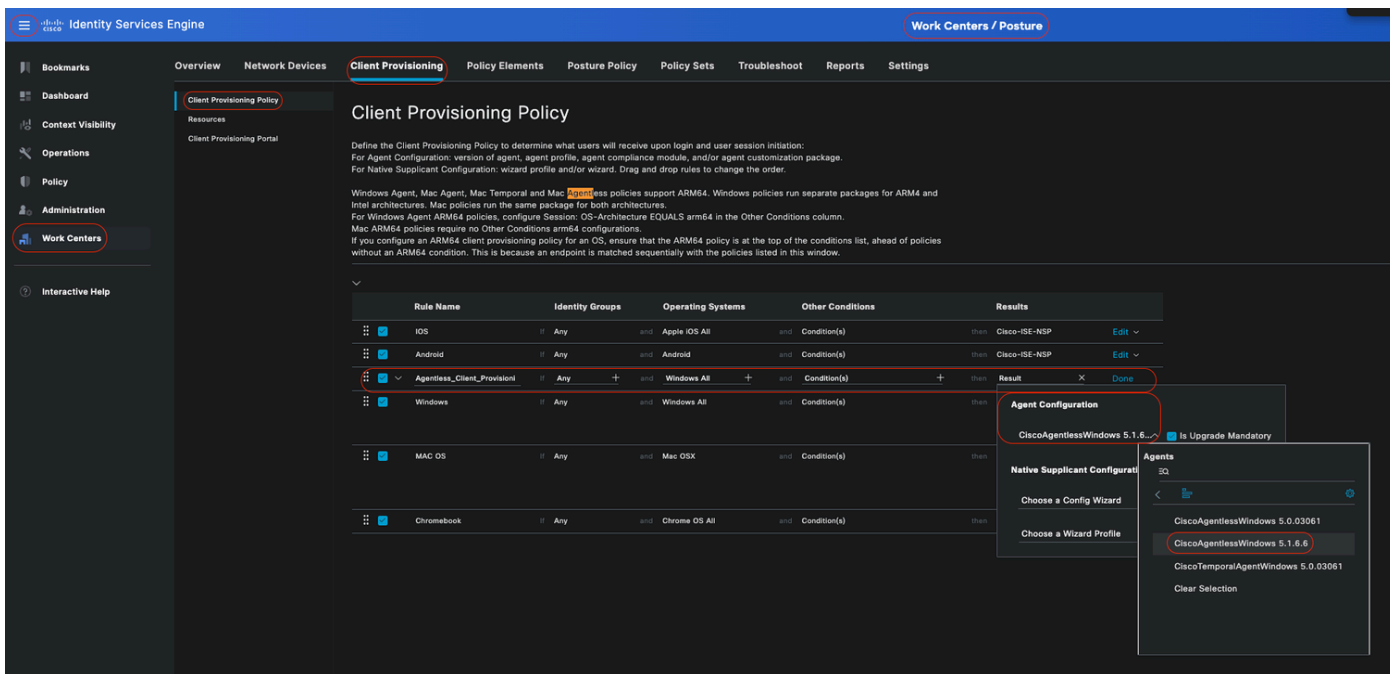 cisco Identity Services Engine
Work Centers / Posture
Bookmarks
Dashboard
Context Visibility
Operations
Policy
Administration
Work Centers
Interactive Help
Overview Network Devices Client Provisioning Policy Elements Posture Policy Policy Sets Troubleshoot Reports Settings
Client Provisioning Policy
Resources
Client Provisioning Portal
Client Provisioning Policy
Define the Client Provisioning Policy to determine what users will receive upon login and user session initiation:
For Agent Configuration: version of agent, agent profile, agent compliance module, and/or agent customization package.
For Native Supplicant Configuration: wizard profile and/or wizard. Drag and drop rules to change the order.
Windows Agent, Mac Agent, Mac Temporal and Mac Agentless policies support ARM64. Windows policies run separate packages for ARM4 and
Intel architectures. Mac policies run the same package for both architectures.
For Windows Agent ARM64 policies, configure Session: OS-Architecture EQUALS arm64 in the Other Conditions column.
Mac ARM64 policies require no Other Conditions arm64 configurations.
If you configure an ARM64 client provisioning policy for an OS, ensure that the ARM64 policy is at the top of the conditions list, ahead of policies
without an ARM64 condition. This is because an endpoint is matched sequentially with the policies listed in this window.
Rule Name Identity Groups Operating Systems Other Conditions Results
IOS If Any and Apple iOS All and Condition(s) then Cisco-ISE-NSP Edit
Android If Any and Android and Condition(s) then Cisco-ISE-NSP Edit
Agentless_Client_Provisioni If Any + and Windows All + and Condition(s) + then Result X Done
Windows If Any and Windows All and Condition(s) then
MAC OS If Any and Mac OSX and Condition(s) then
Chromebook If Any and Chrome OS All and Condition(s) then
Agent Configuration
CiscoAgentlessWindows 5.1.6... Is Upgrade Mandatory
Native Supplicant Configurati
Choose a Config Wizard
Choose a Wizard Profile
Agents
CiscoAgentlessWindows 5.0.03061
CiscoAgentlessWindows 5.1.6.6
CiscoTemporalAgentWindows 5.0.03061
Clear Selection